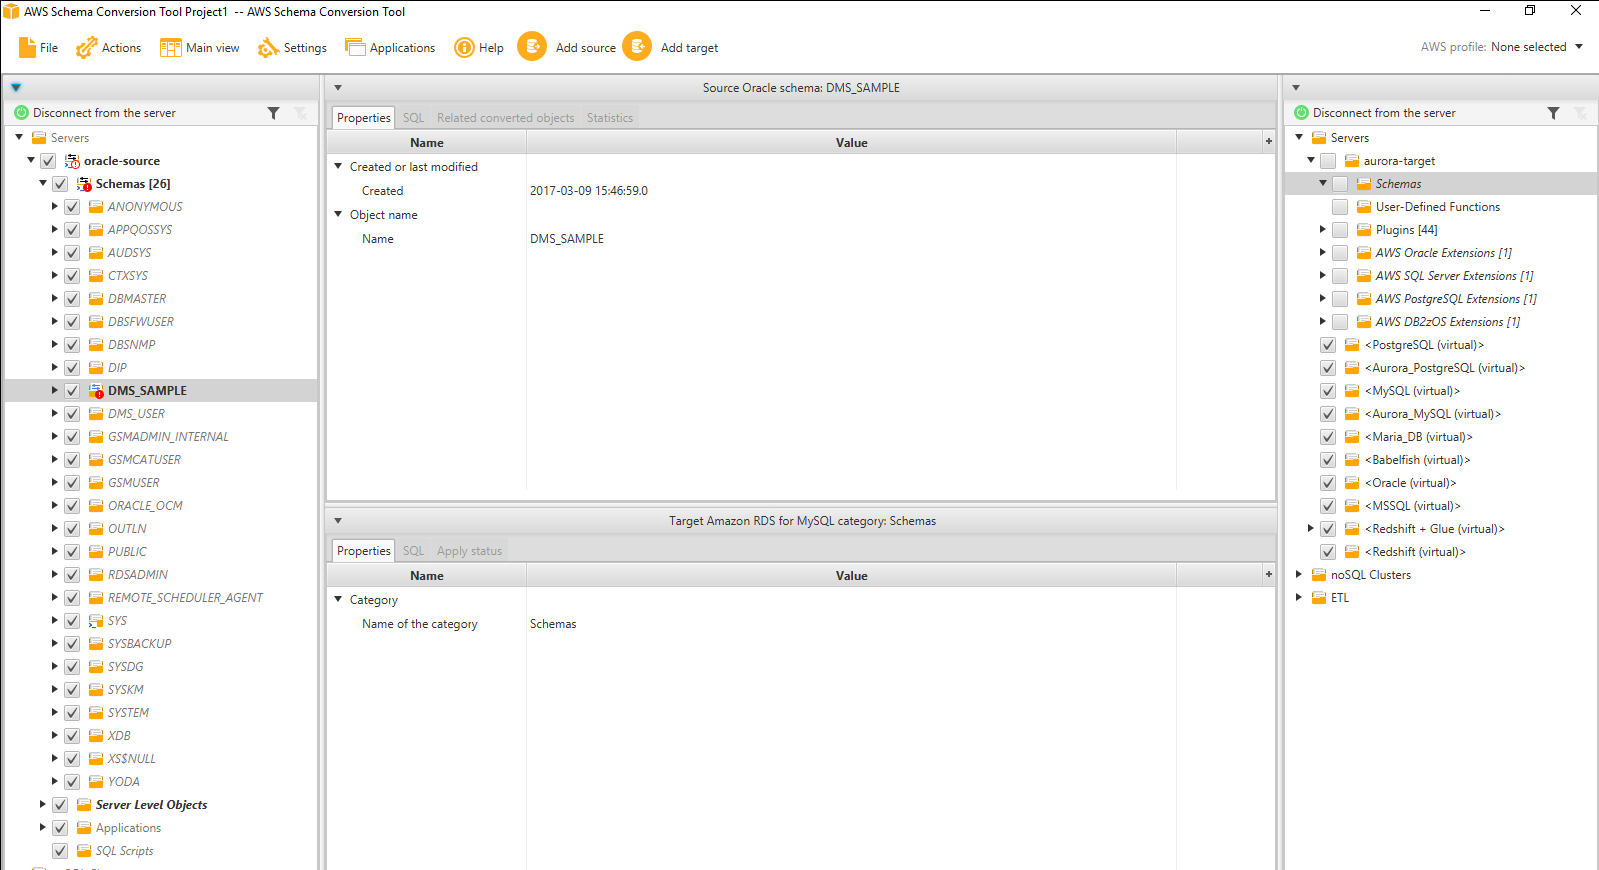 AWS Schema Conversion Tool Project1 -- AWS Schema Conversion Tool
File Actions Main view Settings Applications Help Add source Add target AWS profile: None selected
Disconnect from the server
Servers
oracle-source
Schemas [26]
ANONYMOUS
APPQOSSYS
AUDSYS
CTXSYS
DBMASTER
DBSFWUSER
DBSNMP
DIP
DMS_SAMPLE
DMS_USER
GSMADMIN_INTERNAL
GSMCATUSER
GSMUSER
ORACLE_OCM
OUTLN
PUBLIC
RDSADMIN
REMOTE_SCHEDULER_AGENT
SYS
SYSBACKUP
SYSDG
SYSKM
SYSTEM
XDB
XS$NULL
YODA
Server Level Objects
Applications
SQL Scripts
Source Oracle schema: DMS_SAMPLE
Properties SQL Related converted objects Statistics
Name Value +
Created or last modified
Created 2017-03-09 15:46:59.0
Object name
Name DMS_SAMPLE
Target Amazon RDS for MySQL category: Schemas
Properties SQL Apply status
Name Value +
Category
Name of the category Schemas
Disconnect from the server
Servers
aurora-target
Schemas
User-Defined Functions
Plugins [44]
AWS Oracle Extensions [1]
AWS SQL Server Extensions [1]
AWS PostgreSQL Extensions [1]
AWS DB2zOS Extensions [1]
<PostgreSQL (virtual)>
<Aurora_PostgreSQL (virtual)>
<MySQL (virtual)>
<Aurora_MySQL (virtual)>
<Maria_DB (virtual)>
<Babelfish (virtual)>
<Oracle (virtual)>
<MSSQL (virtual)>
<Redshift + Glue (virtual)>
<Redshift (virtual)>
noSQL Clusters
ETL